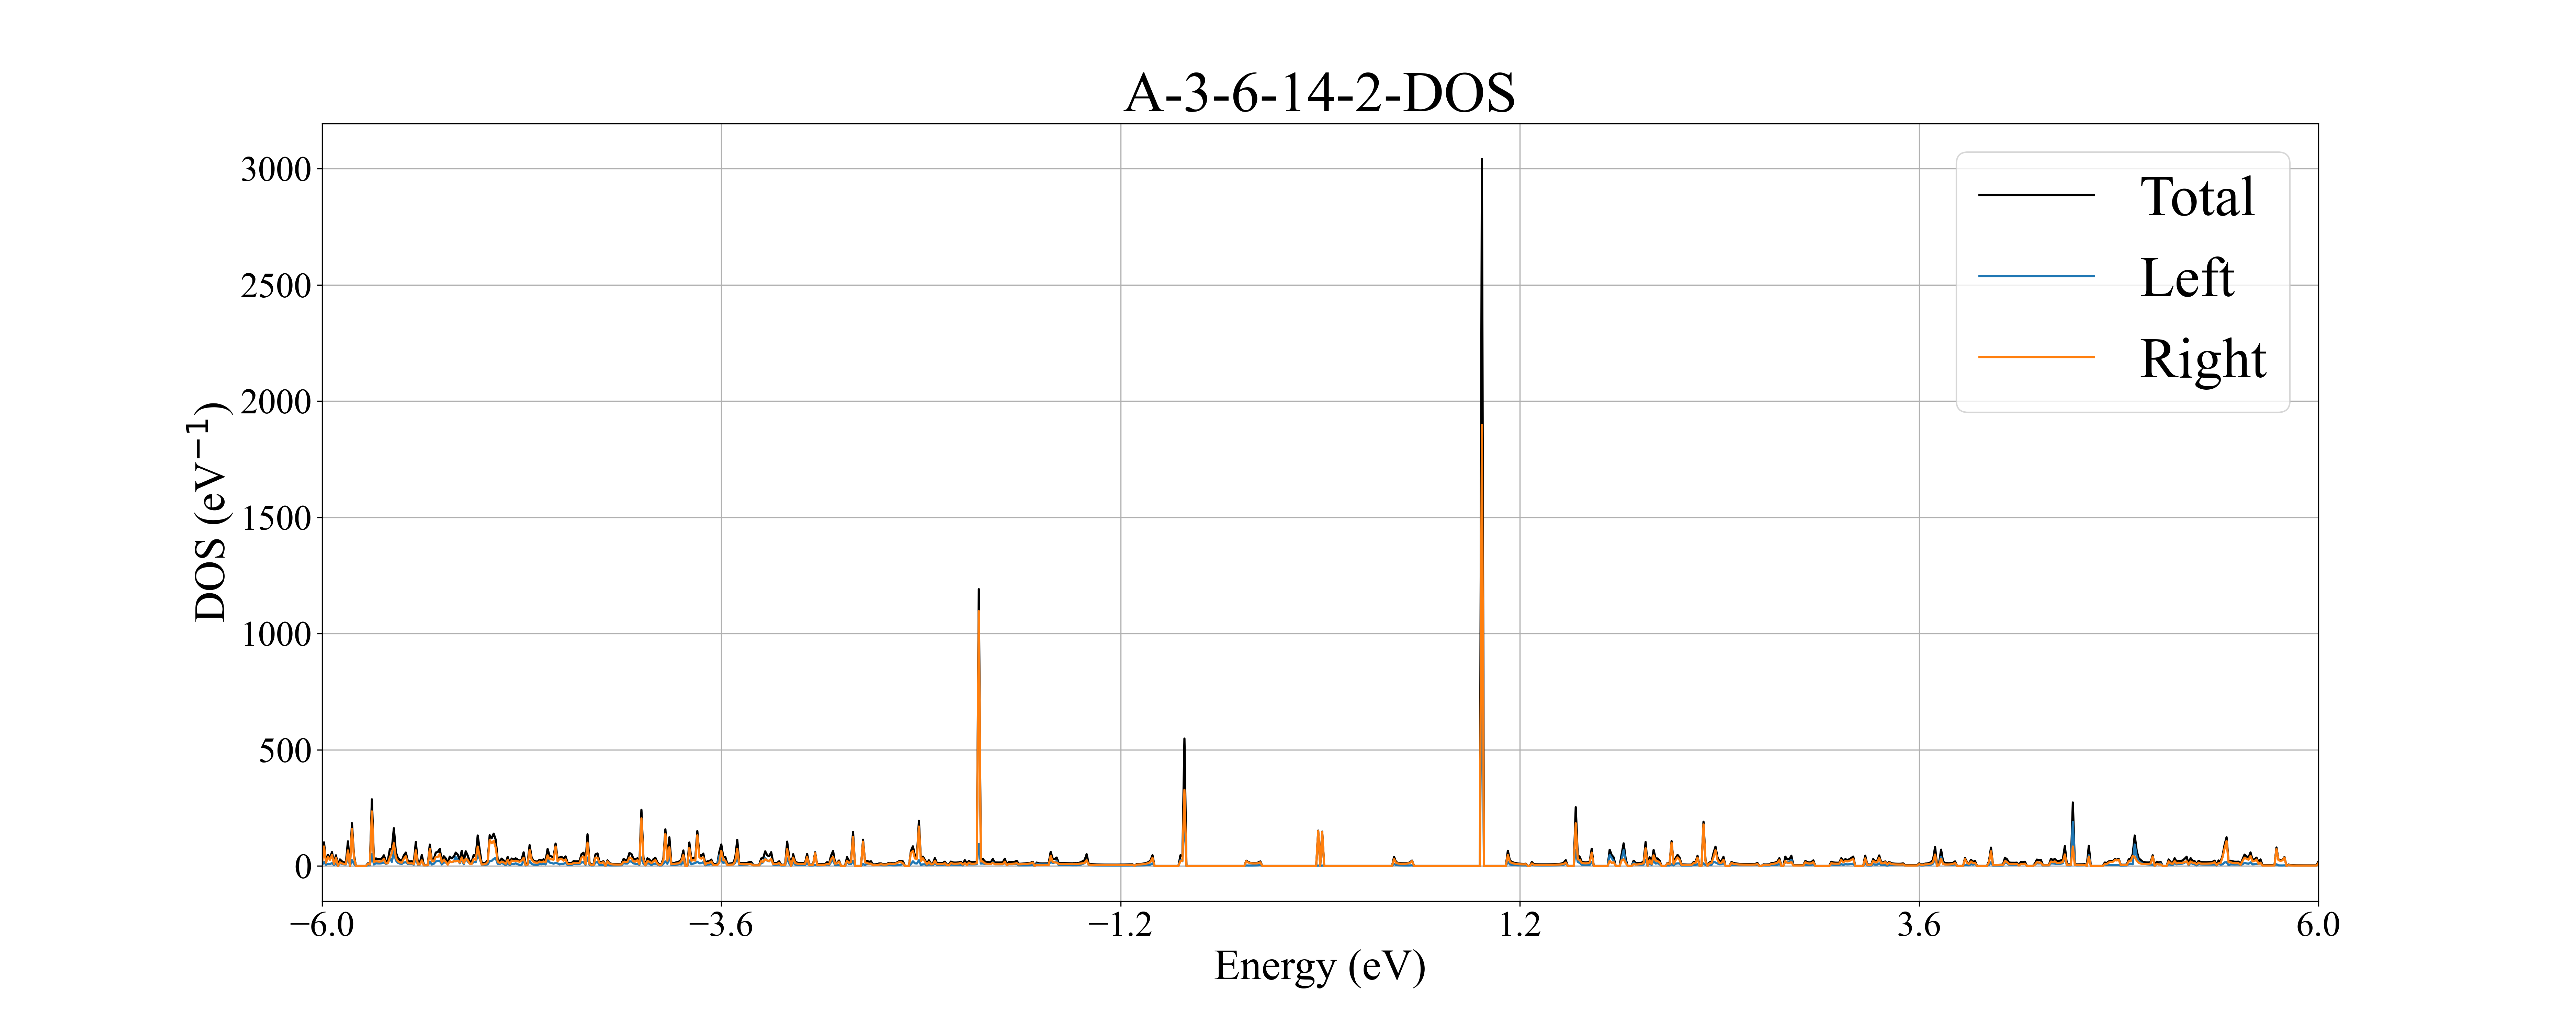 A-3-6-14-2-DOS
3000
2500
2000
1500
1000
500
0
DOS (eV⁻¹)
Total
Left
Right
−6.0
−3.6
−1.2
1.2
3.6
6.0
Energy (eV)